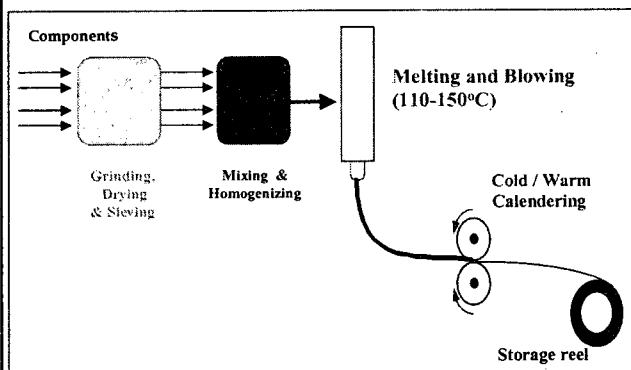 Components
Grinding,
Drying
& Sieving
Mixing &
Homogenizing
Melting and Blowing
(110-150°C)
Cold / Warm
Calendering
Storage reel